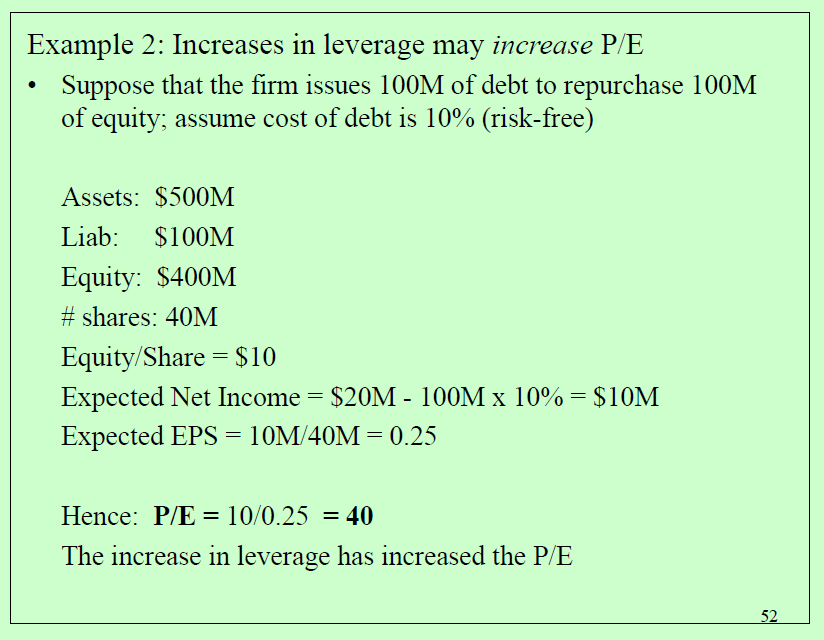 Example 2: Increases in leverage may increase P/E
• Suppose that the firm issues 100M of debt to repurchase 100M
of equity; assume cost of debt is 10% (risk-free)
Assets: $500M
Liab: $100M
Equity: $400M
# shares: 40M
Equity/Share = $10
Expected Net Income = $20M - 100M x 10% = $10M
Expected EPS = 10M/40M = 0.25
Hence: P/E = 10/0.25 = 40
The increase in leverage has increased the P/E
52